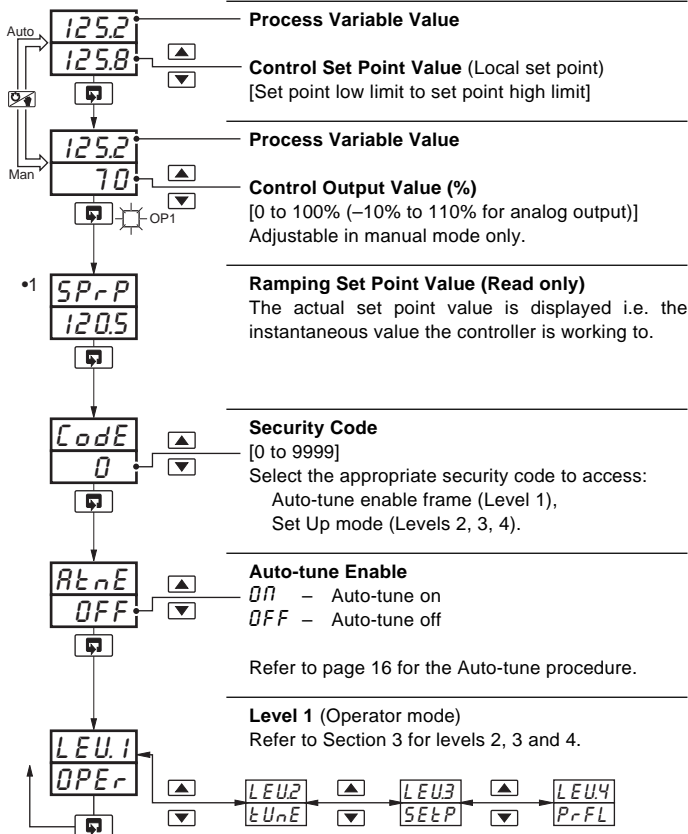 Auto
125.2
125.8
Process Variable Value
Control Set Point Value (Local set point)
[Set point low limit to set point high limit]
Man
125.2
70
OP1
Process Variable Value
Control Output Value (%)
[0 to 100% (–10% to 110% for analog output)]
Adjustable in manual mode only.
•1
SPrP
120.5
Ramping Set Point Value (Read only)
The actual set point value is displayed i.e. the
instantaneous value the controller is working to.
CodE
0
Security Code
[0 to 9999]
Select the appropriate security code to access:
Auto-tune enable frame (Level 1),
Set Up mode (Levels 2, 3, 4).
AtnE
OFF
Auto-tune Enable
On – Auto-tune on
OFF – Auto-tune off
Refer to page 16 for the Auto-tune procedure.
LEV.1
OPEr
Level 1 (Operator mode)
Refer to Section 3 for levels 2, 3 and 4.
LEV.2
tUnE
LEV.3
SEtP
LEV.4
PrFL